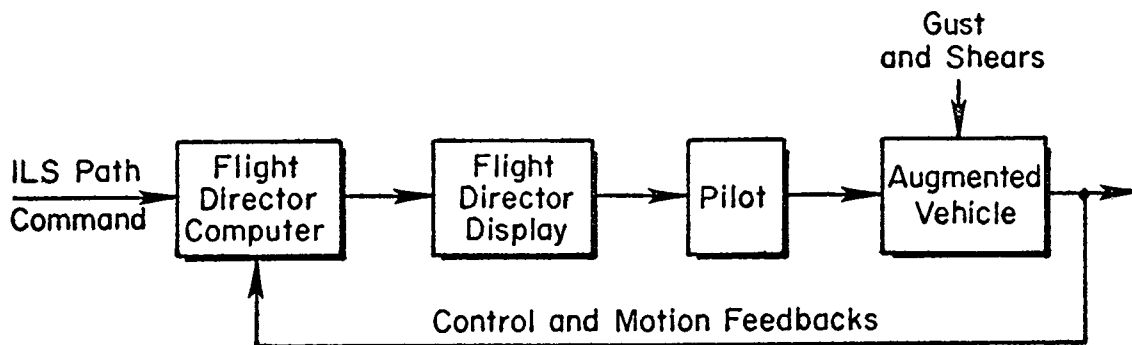 Gust
and Shears
ILS Path
Command
Flight
Director
Computer
Flight
Director
Display
Pilot
Augmented
Vehicle
Control and Motion Feedbacks